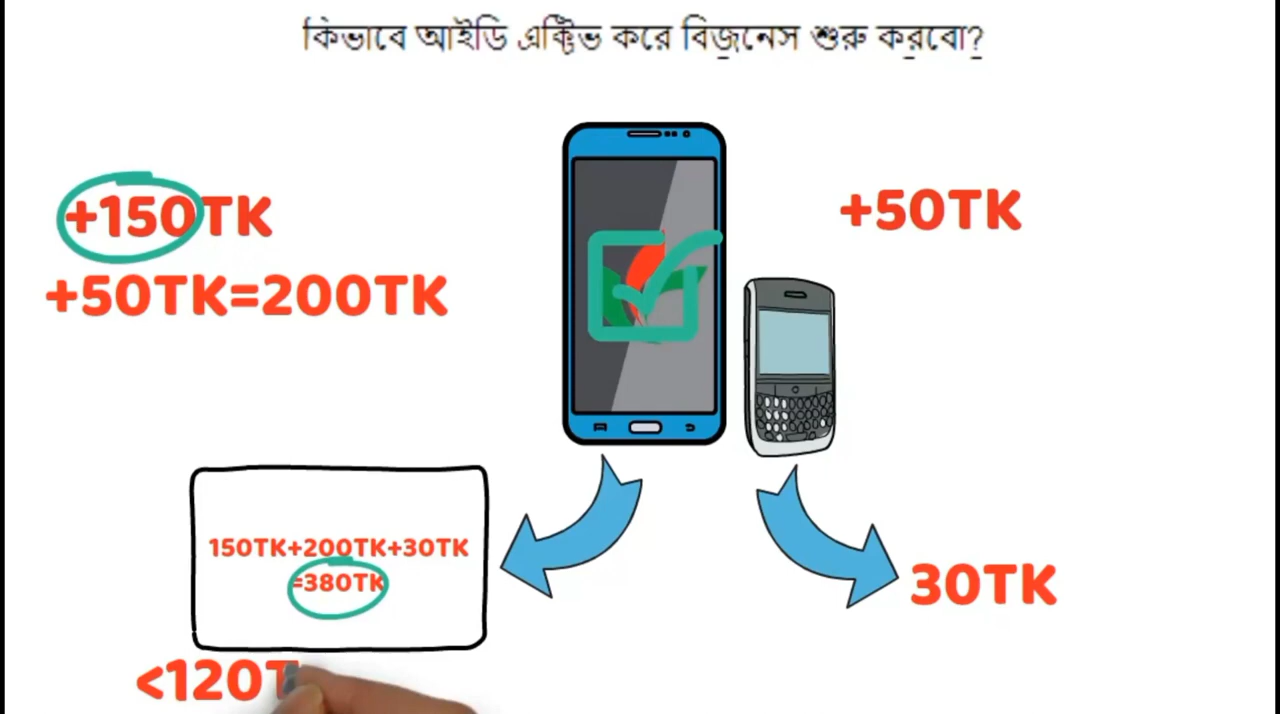 কিভাবে আইডি এক্টিভ করে বিজনেস শুরু করবো?
+150TK
+50TK=200TK
+50TK
150TK+200TK+30TK
=380TK
30TK
<120T